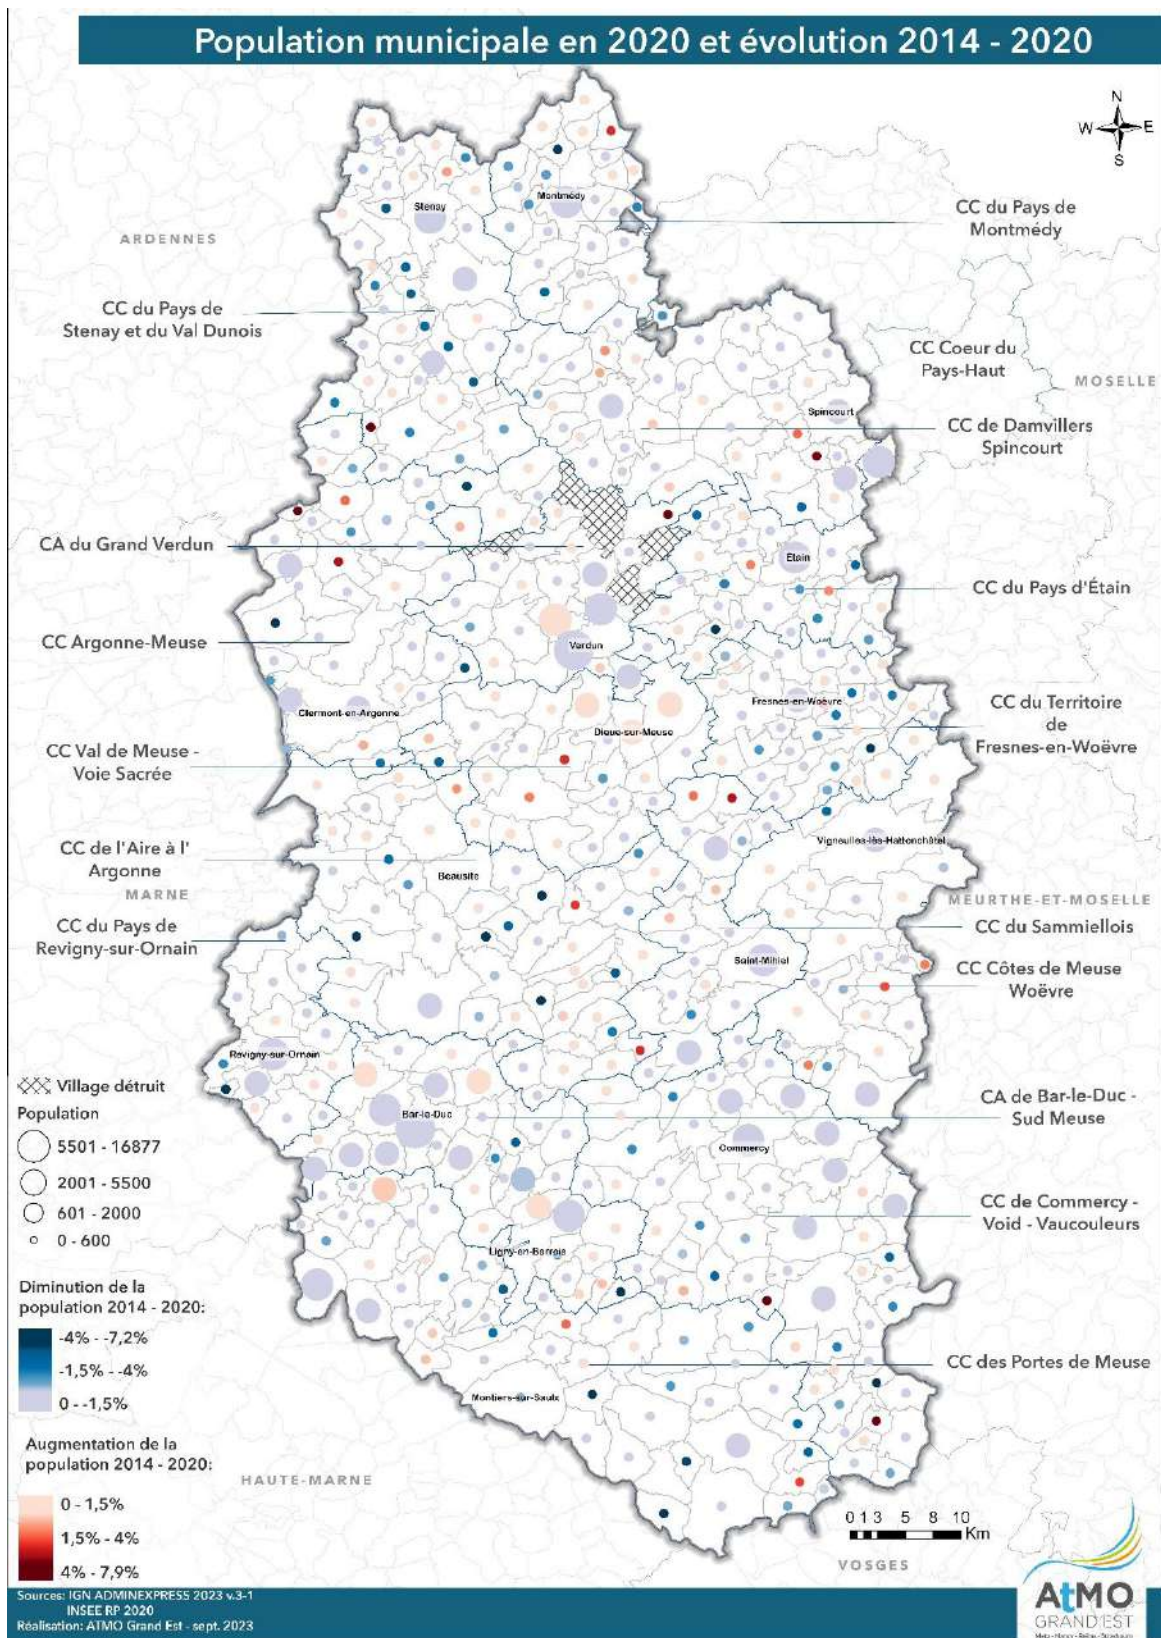 Population municipale en 2020 et évolution 2014 - 2020
N
W
E
S
ARDENNES
CC du Pays de
Montmédy
Stenay
Montmédy
CC du Pays de
Stenay et du Val Dunois
CC Coeur du
Pays-Haut
MOSELLE
Spincourt
CC de Damvillers
Spincourt
CA du Grand Verdun
Etain
CC du Pays d'Étain
CC Argonne-Meuse
Verdun
Clermont-en-Argonne
Fresnes-en-Woëvre
CC du Territoire
de
Fresnes-en-Woëvre
Dieue-sur-Meuse
CC Val de Meuse -
Voie Sacrée
CC de l'Aire à l'
Argonne
Vigneulles-lès-Hattonchâtel
Beausite
MARNE
MEURTHE-ET-MOSELLE
CC du Pays de
Revigny-sur-Ornain
CC du Sammiellois
Saint-Mihiel
CC Côtes de Meuse
Woëvre
Revigny-sur-Ornain
Village détruit
Population
5501 - 16877
2001 - 5500
601 - 2000
0 - 600
Bar-le-Duc
CA de Bar-le-Duc -
Sud Meuse
Commercy
CC de Commercy -
Void - Vaucouleurs
Ligny-en-Barrois
Diminution de la
population 2014 - 2020:
-4% - -7,2%
-1,5% - -4%
0 - -1,5%
CC des Portes de Meuse
Montiers-sur-Saulx
Augmentation de la
population 2014 - 2020:
0 - 1,5%
1,5% - 4%
4% - 7,9%
HAUTE-MARNE
0 1 3 5 8 10
Km
VOSGES
Sources: IGN ADMINEXPRESS 2023 v.3-1
INSEE RP 2020
Réalisation: ATMO Grand Est - sept. 2023
AtMO
GRAND EST